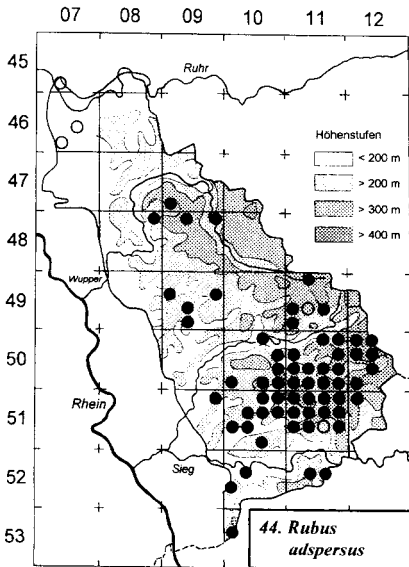 07 08 09 10 11 12
45
Ruhr
46
Höhenstufen
< 200 m
> 200 m
> 300 m
> 400 m
47
48
Wupper
49
50
Rhein
51
Sieg
52
53
44. Rubus
adspersus